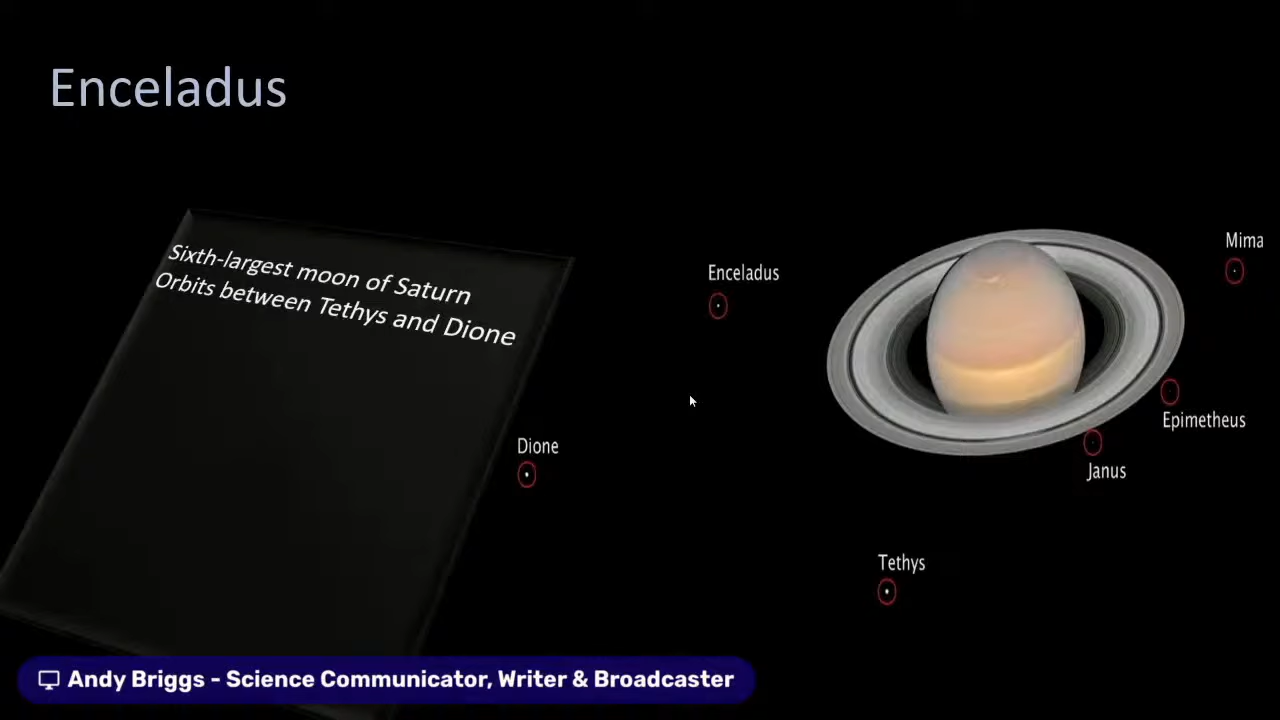 Enceladus
Sixth-largest moon of Saturn
Orbits between Tethys and Dione
Mima
Enceladus
Epimetheus
Dione
Janus
Tethys
Andy Briggs - Science Communicator, Writer & Broadcaster